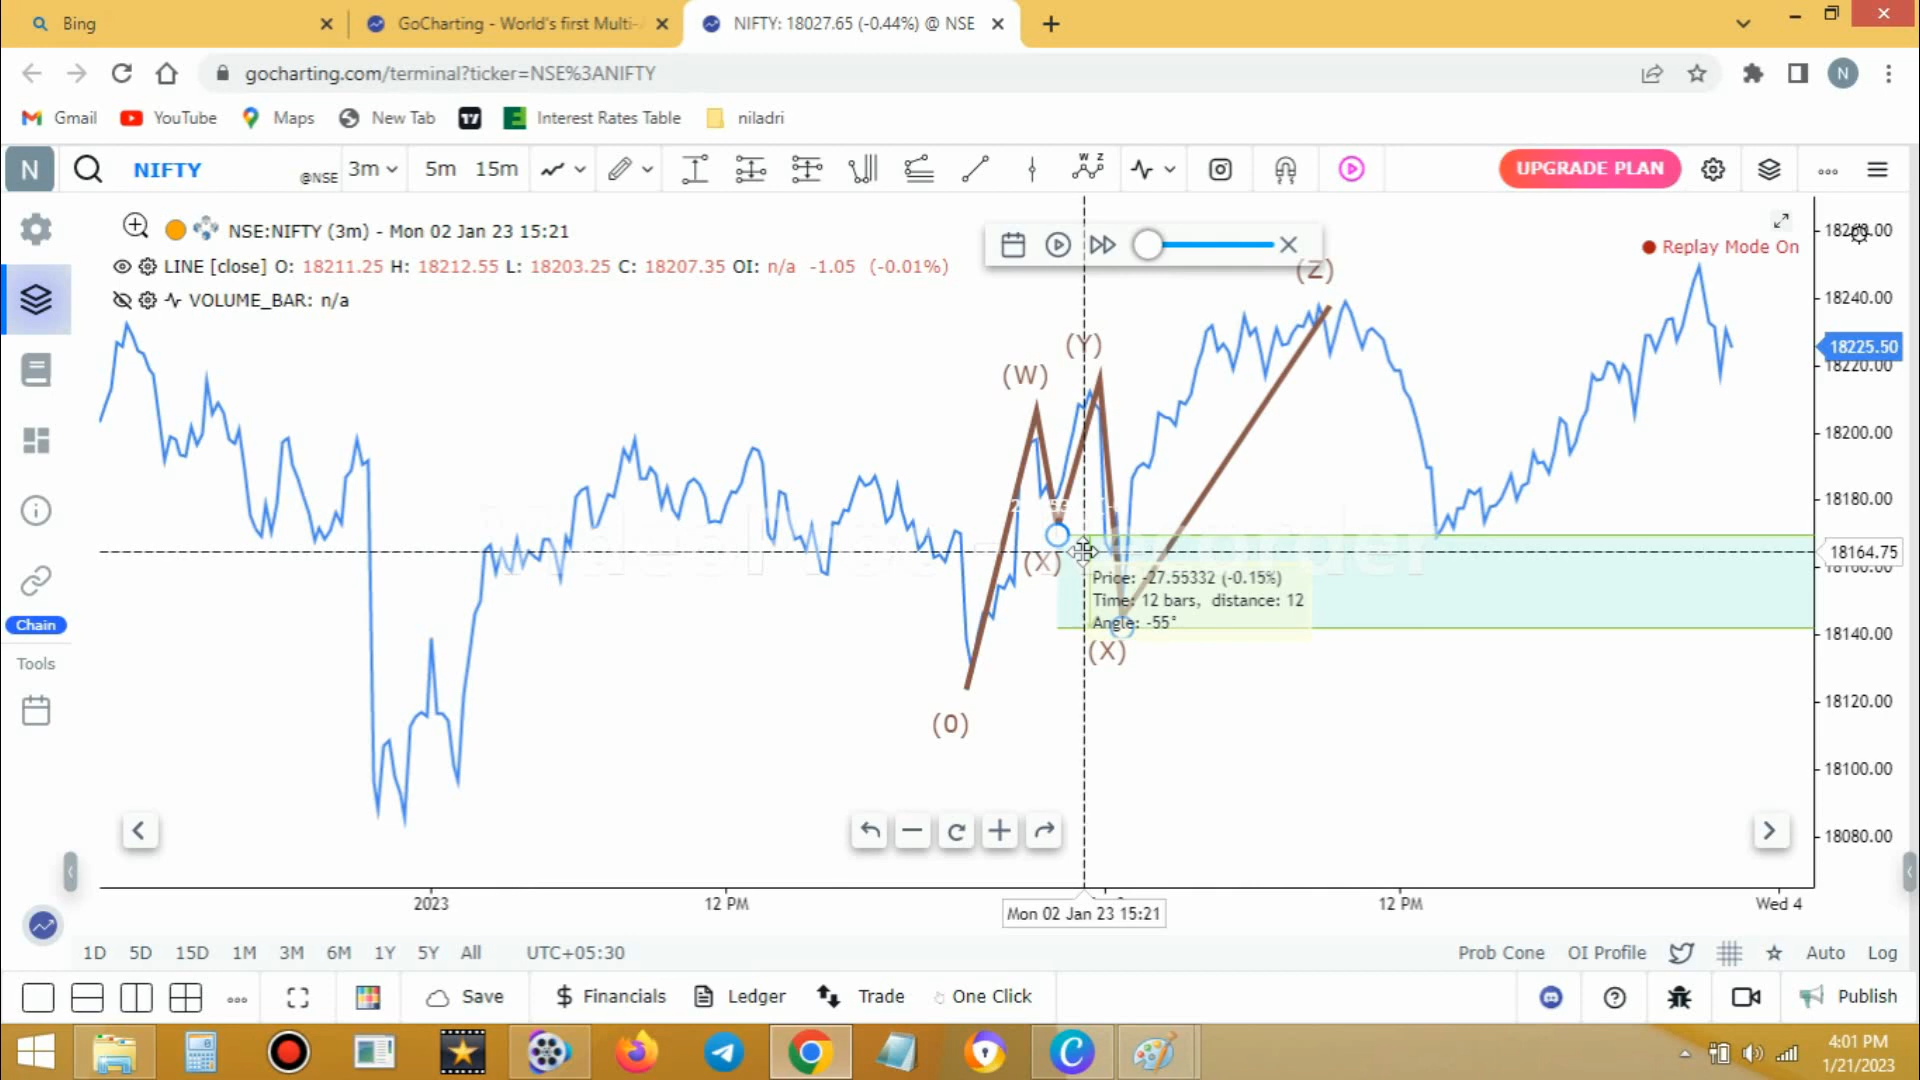 Bing
GoCharting - World's first Multi-
NIFTY: 18027.65 (-0.44%) @ NSE
gocharting.com/terminal?ticker=NSE%3ANIFTY
N
Gmail
YouTube
Maps
New Tab
Interest Rates Table
niladri
N
NIFTY
@NSE
3m
5m
15m
W Z
UPGRADE PLAN
NSE:NIFTY (3m) - Mon 02 Jan 23 15:21
Replay Mode On
LINE [close] O: 18211.25 H: 18212.55 L: 18203.25 C: 18207.35 OI: n/a -1.05 (-0.01%)
VOLUME_BAR: n/a
(Z)
(Y)
(W)
(X)
(X)
(0)
Price: -27.55332 (-0.15%)
Time: 12 bars, distance: 12
Angle: -55°
18260.00
18240.00
18225.50
18220.00
18200.00
18180.00
18164.75
18160.00
18140.00
18120.00
18100.00
18080.00
Chain
Tools
2023
12 PM
Mon 02 Jan 23 15:21
12 PM
Wed 4
1D 5D 15D 1M 3M 6M 1Y 5Y All UTC+05:30
Prob Cone OI Profile Auto Log
Save
Financials
Ledger
Trade
One Click
Publish
4:01 PM
1/21/2023